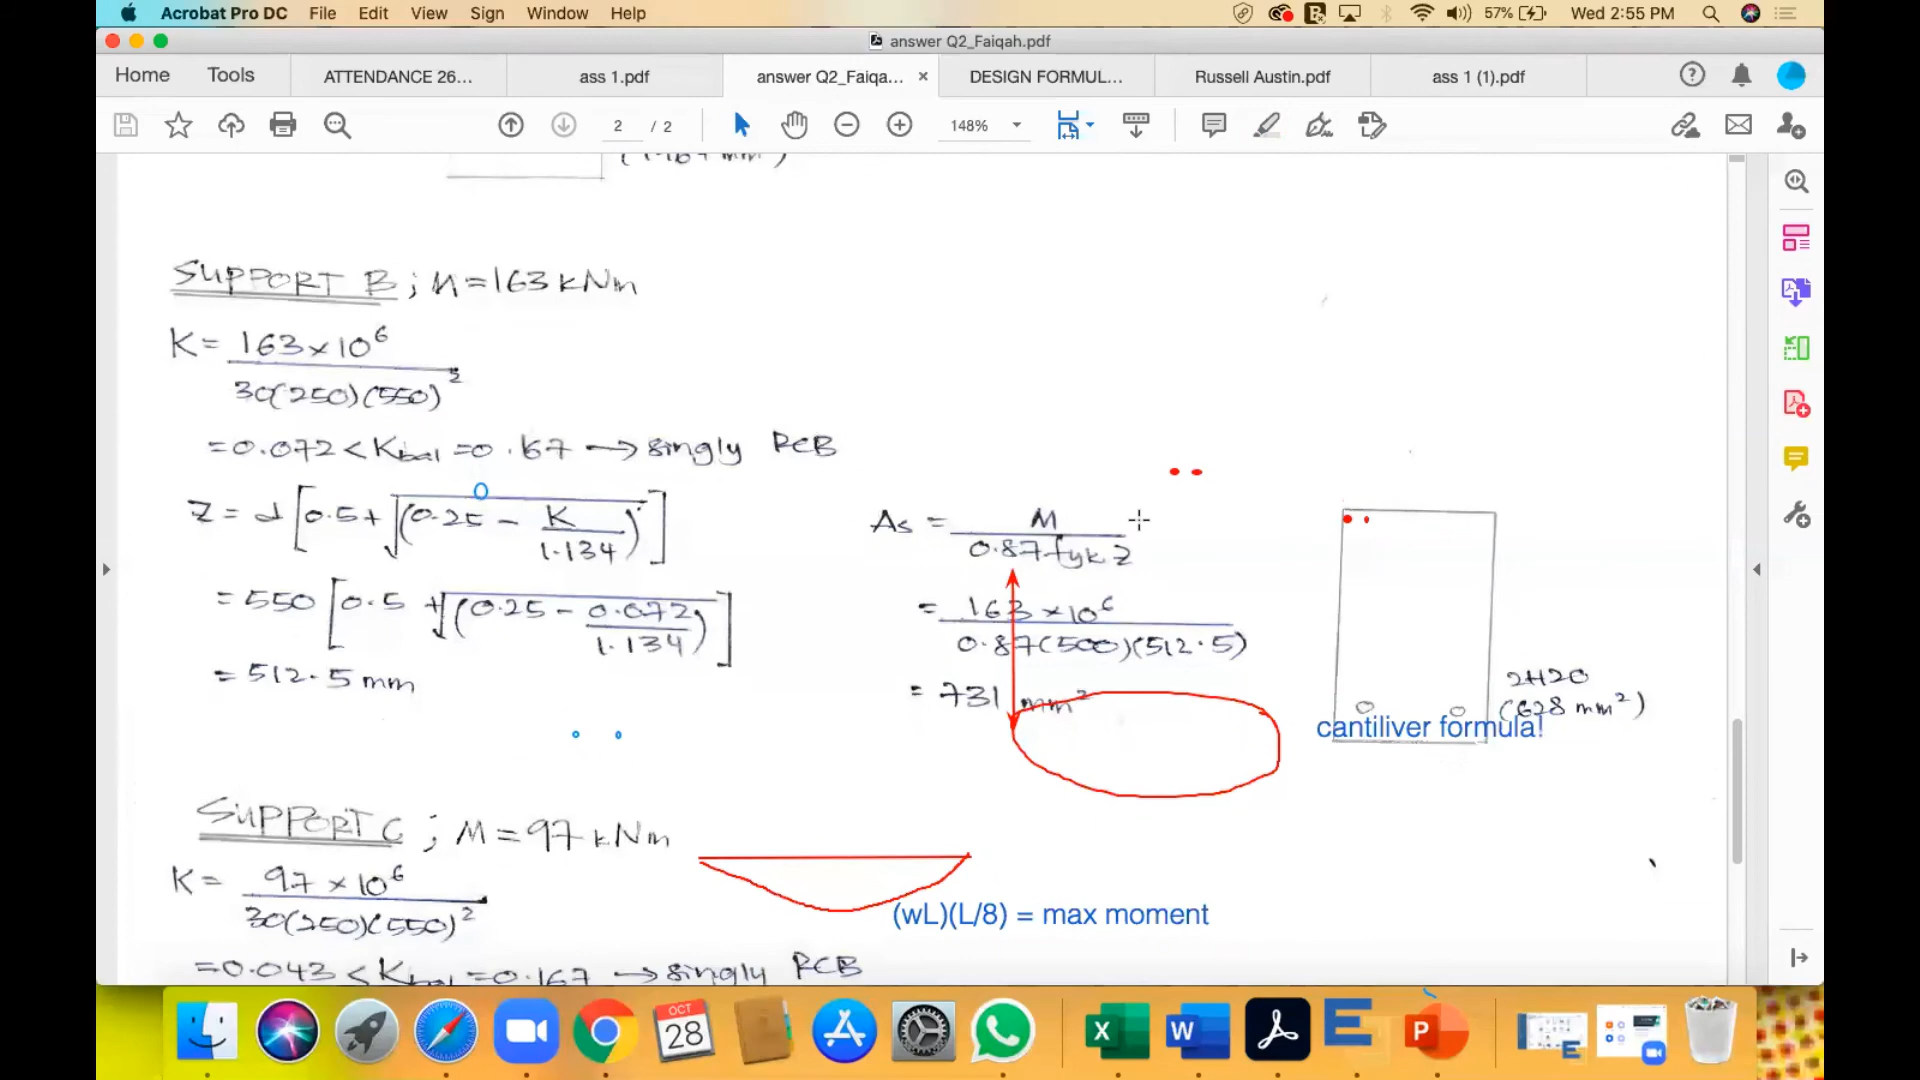 Acrobat Pro DC File Edit View Sign Window Help 57% Wed 2:55 PM
answer Q2_Faiqah.pdf
Home Tools ATTENDANCE 26... ass 1.pdf answer Q2_Faiqa... × DESIGN FORMUL... Russell Austin.pdf ass 1 (1).pdf
2 / 2 148%
SUPPORT B ; M = 163 kNm
K = 163 × 10⁶
30(250)(550)²
= 0.072 < Kbal = 0.167 → singly RCB
Z = d [0.5 + √(0.25 - K
1.134)]
= 550 [0.5 + √(0.25 - 0.072
1.134)]
= 512.5 mm
As = M
0.87 fyk z
= 163 × 10⁶
0.87(500)(512.5)
= 731 mm²
2H20
(628 mm²)
cantiliver formula!
SUPPORT C ; M = 97 kNm
K = 97 × 10⁶
30(250)(550)²
(wL)(L/8) = max moment
= 0.043 < Kbal = 0.167 → singly RCB
OCT
28